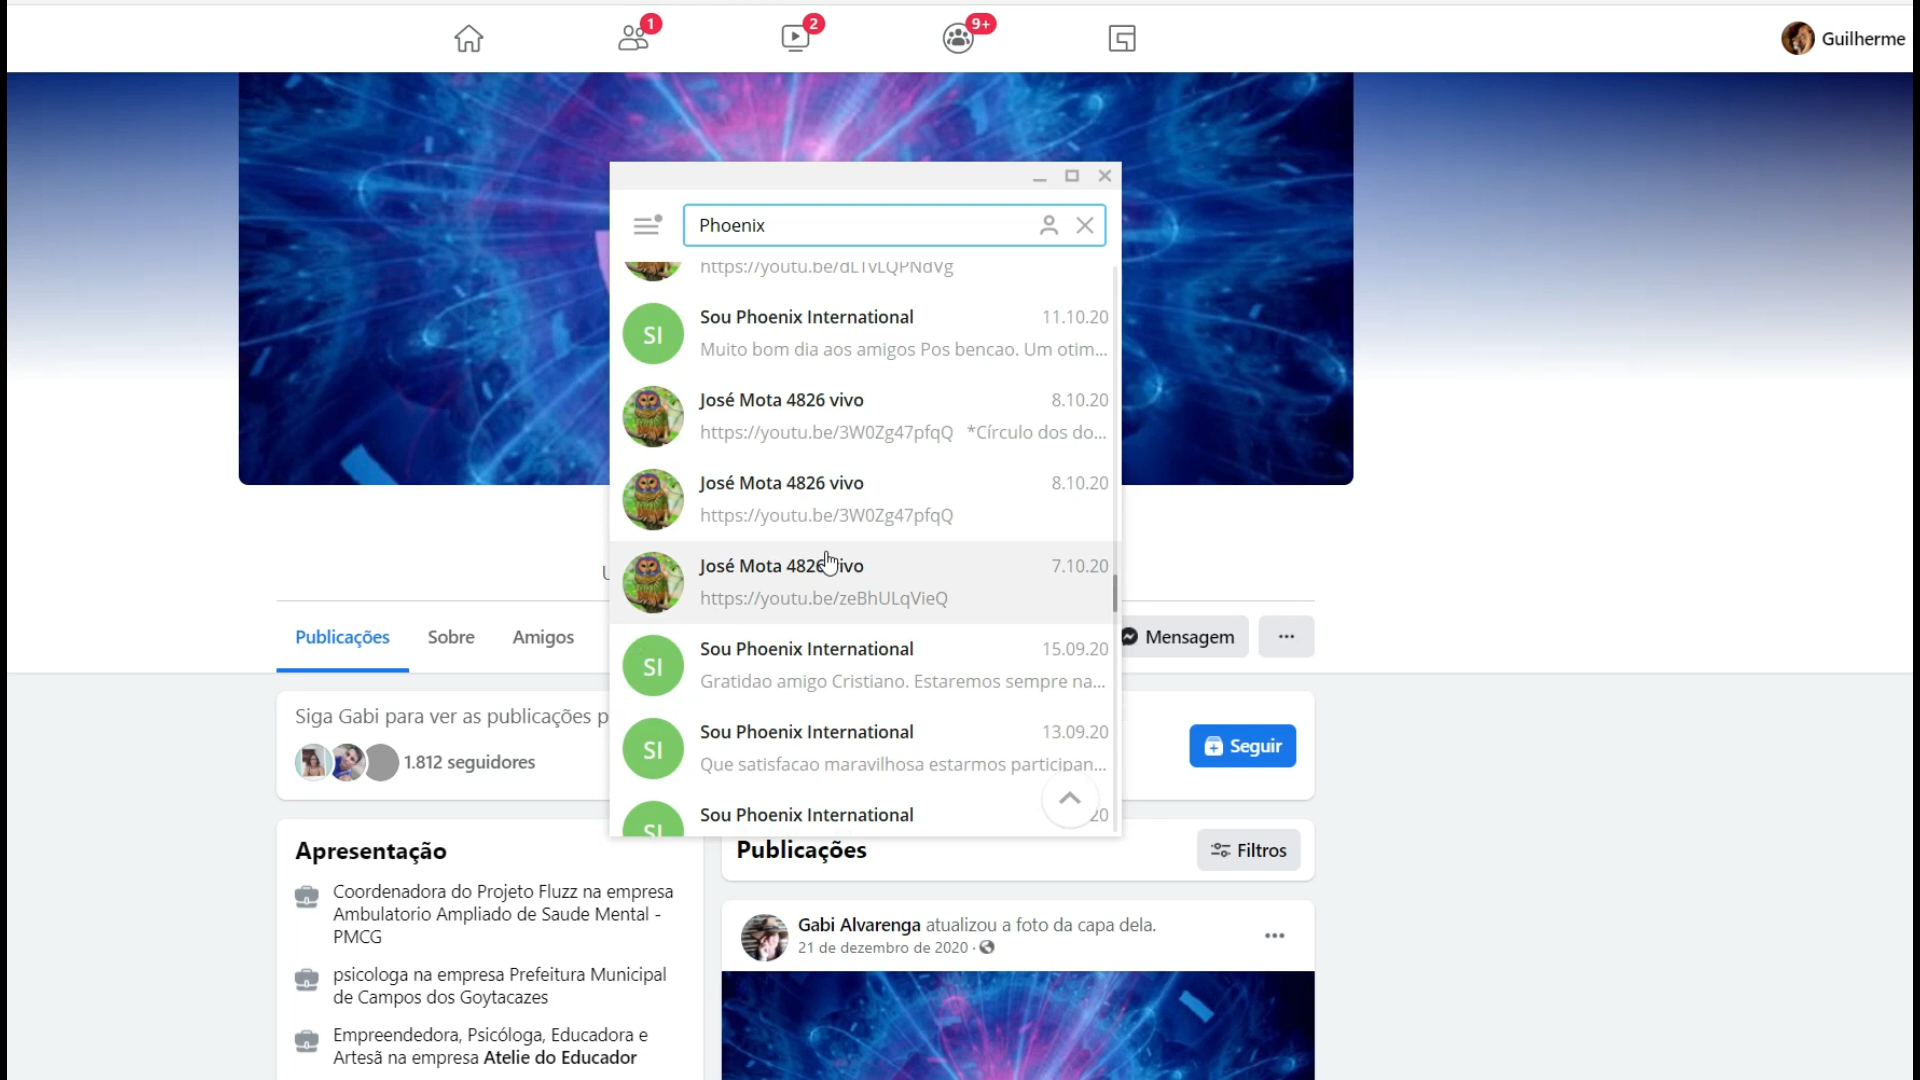 1
2
9+
Guilherme
Phoenix
https://youtu.be/dLTvLQPNdVg
SI
Sou Phoenix International
11.10.20
Muito bom dia aos amigos Pos bencao. Um otim...
José Mota 4826 vivo
8.10.20
https://youtu.be/3W0Zg47pfqQ *Círculo dos do...
José Mota 4826 vivo
8.10.20
https://youtu.be/3W0Zg47pfqQ
José Mota 4826 vivo
7.10.20
https://youtu.be/zeBhULqVieQ
Publicações
Sobre
Amigos
Mensagem
SI
Sou Phoenix International
15.09.20
Gratidao amigo Cristiano. Estaremos sempre na...
Siga Gabi para ver as publicações p
1.812 seguidores
SI
Sou Phoenix International
13.09.20
Que satisfacao maravilhosa estarmos participan...
Seguir
SI
Sou Phoenix International
20
Apresentação
Coordenadora do Projeto Fluzz na empresa
Ambulatorio Ampliado de Saude Mental -
PMCG
psicologa na empresa Prefeitura Municipal
de Campos dos Goytacazes
Empreendedora, Psicóloga, Educadora e
Artesã na empresa Atelie do Educador
Publicações
Filtros
Gabi Alvarenga atualizou a foto da capa dela.
21 de dezembro de 2020 ·